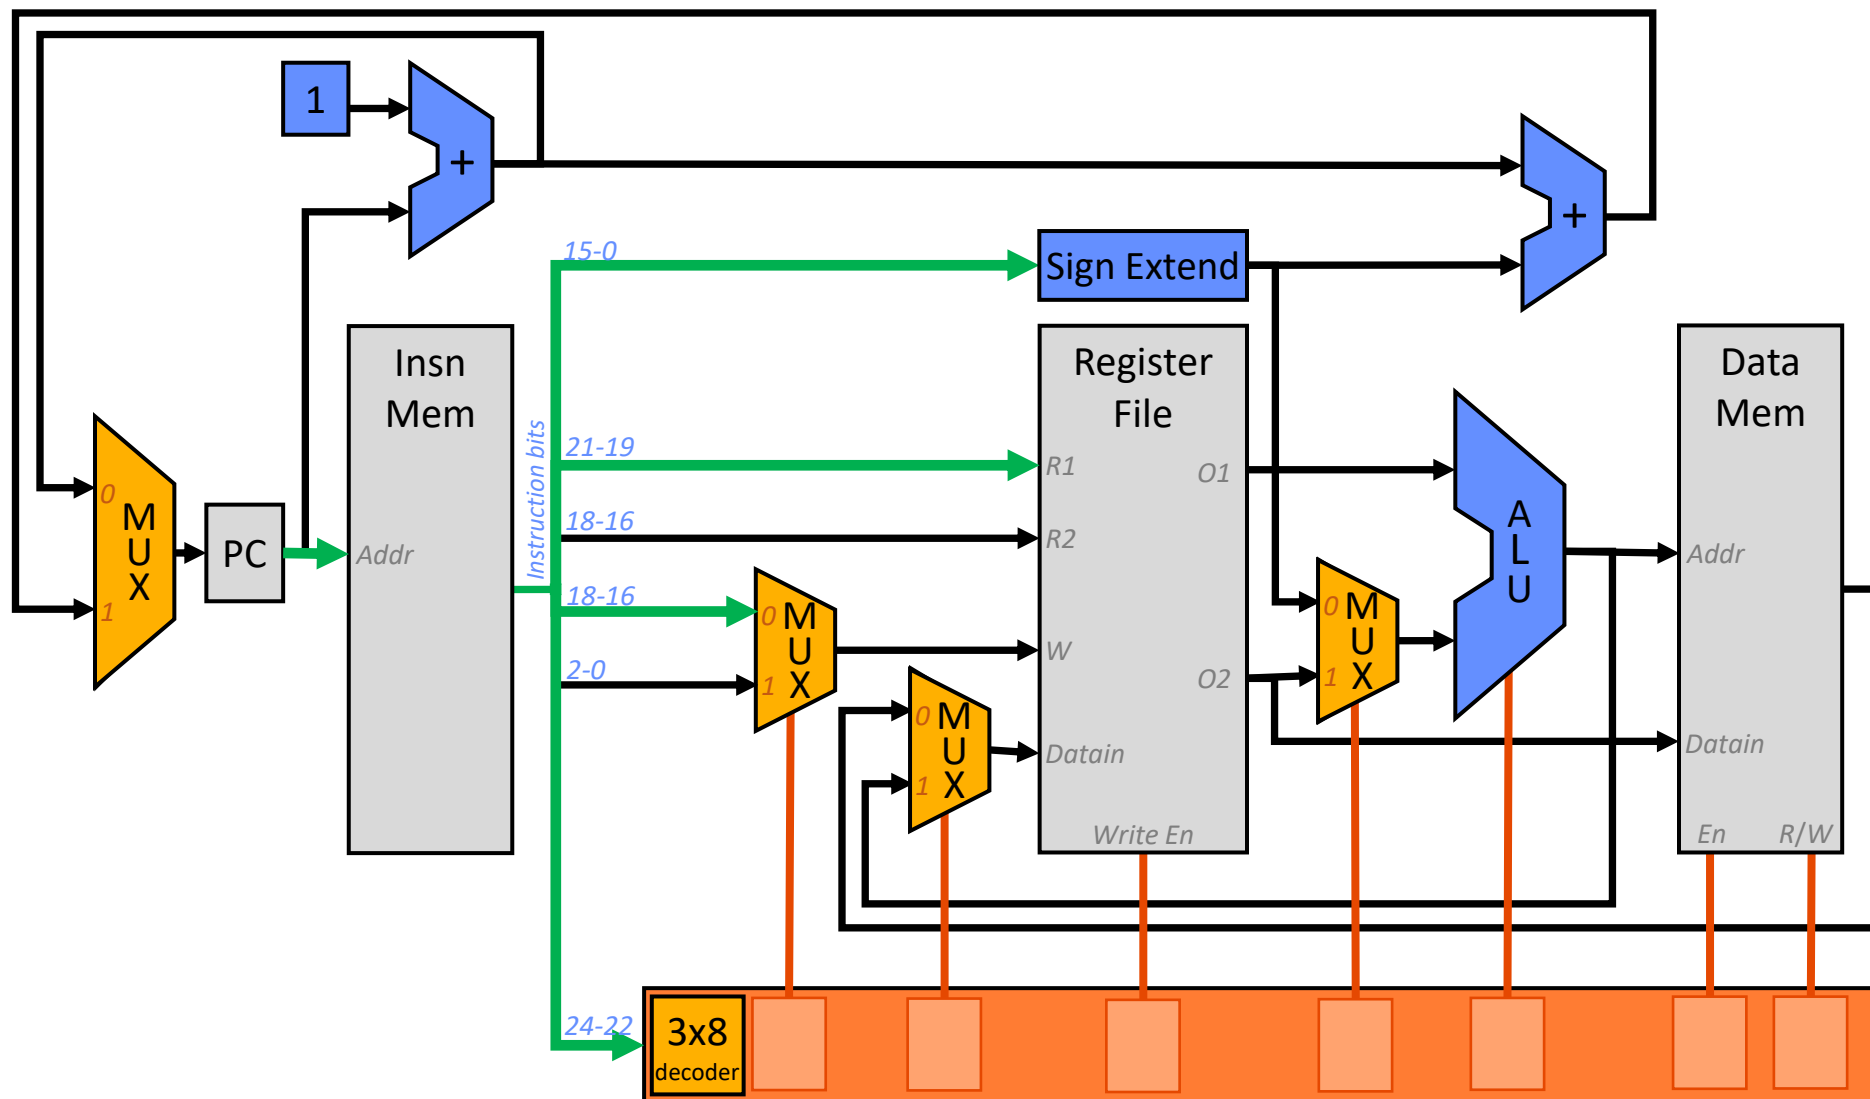 1
+
+
15-0
Sign Extend
Insn
Mem
Addr
Instruction bits
21-19
18-16
18-16
2-0
24-22
0
M
U
X
1
PC
0
M
U
X
1
0
M
U
X
1
Register
File
R1
R2
W
Datain
Write En
O1
O2
0
M
U
X
1
A
L
U
Data
Mem
Addr
Datain
En
R/W
3x8
decoder